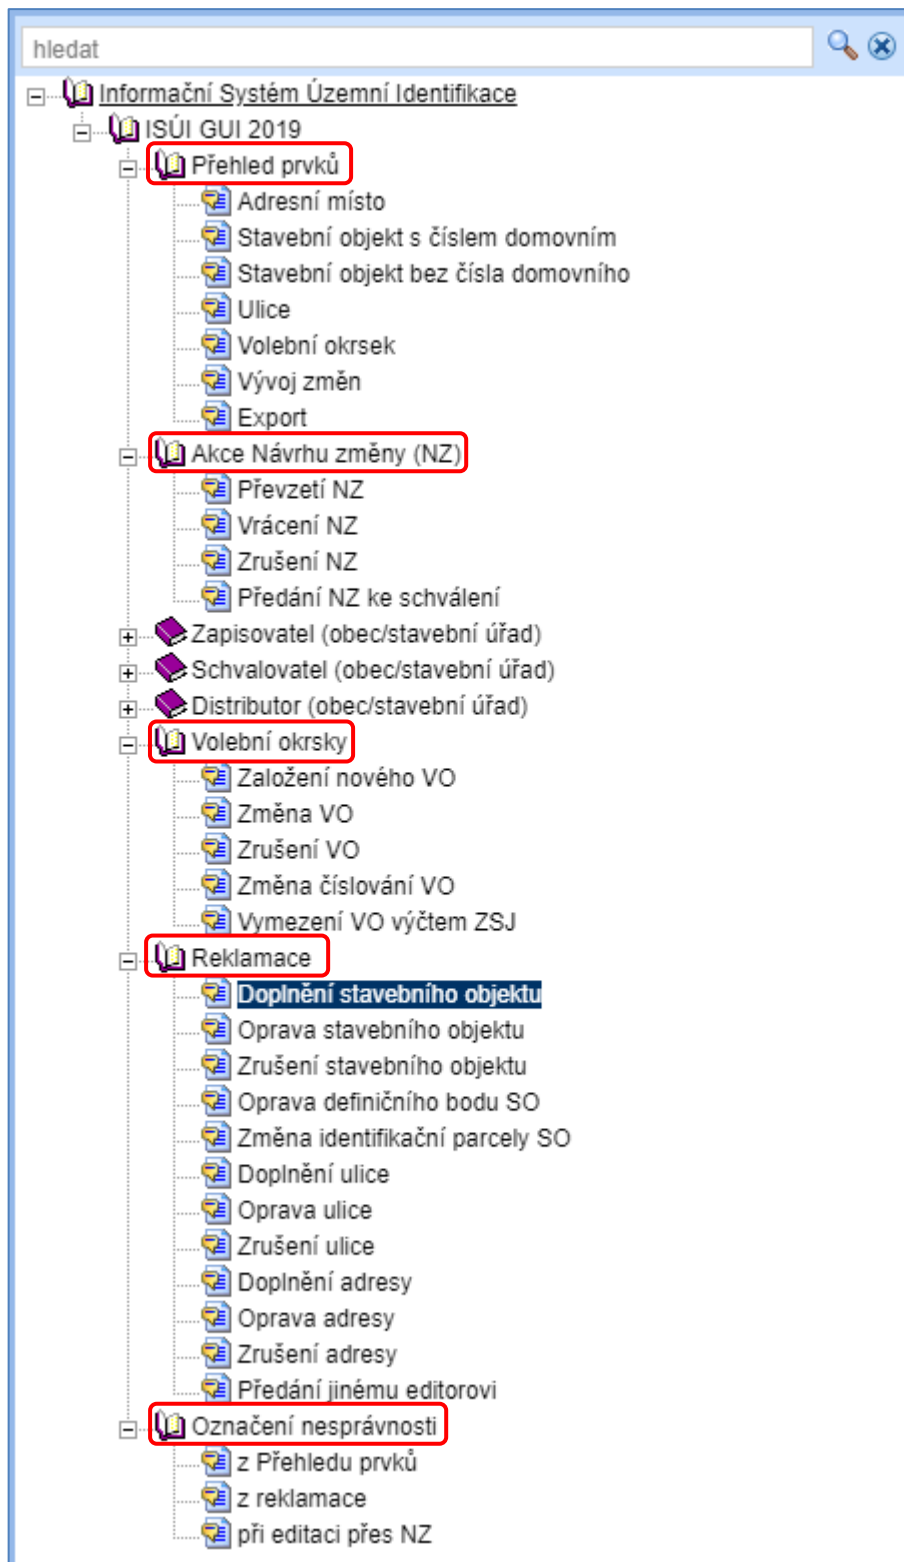 hledat
Informační Systém Územní Identifikace
ISÚI GUI 2019
Přehled prvků
Adresní místo
Stavební objekt s číslem domovním
Stavební objekt bez čísla domovního
Ulice
Volební okrsek
Vývoj změn
Export
Akce Návrhu změny (NZ)
Převzetí NZ
Vrácení NZ
Zrušení NZ
Předání NZ ke schválení
Zapisovatel (obec/stavební úřad)
Schvalovatel (obec/stavební úřad)
Distributor (obec/stavební úřad)
Volební okrsky
Založení nového VO
Změna VO
Zrušení VO
Změna číslování VO
Vymezení VO výčtem ZSJ
Reklamace
Doplnění stavebního objektu
Oprava stavebního objektu
Zrušení stavebního objektu
Oprava definičního bodu SO
Změna identifikační parcely SO
Doplnění ulice
Oprava ulice
Zrušení ulice
Doplnění adresy
Oprava adresy
Zrušení adresy
Předání jinému editorovi
Označení nesprávnosti
z Přehledu prvků
z reklamace
při editaci přes NZ